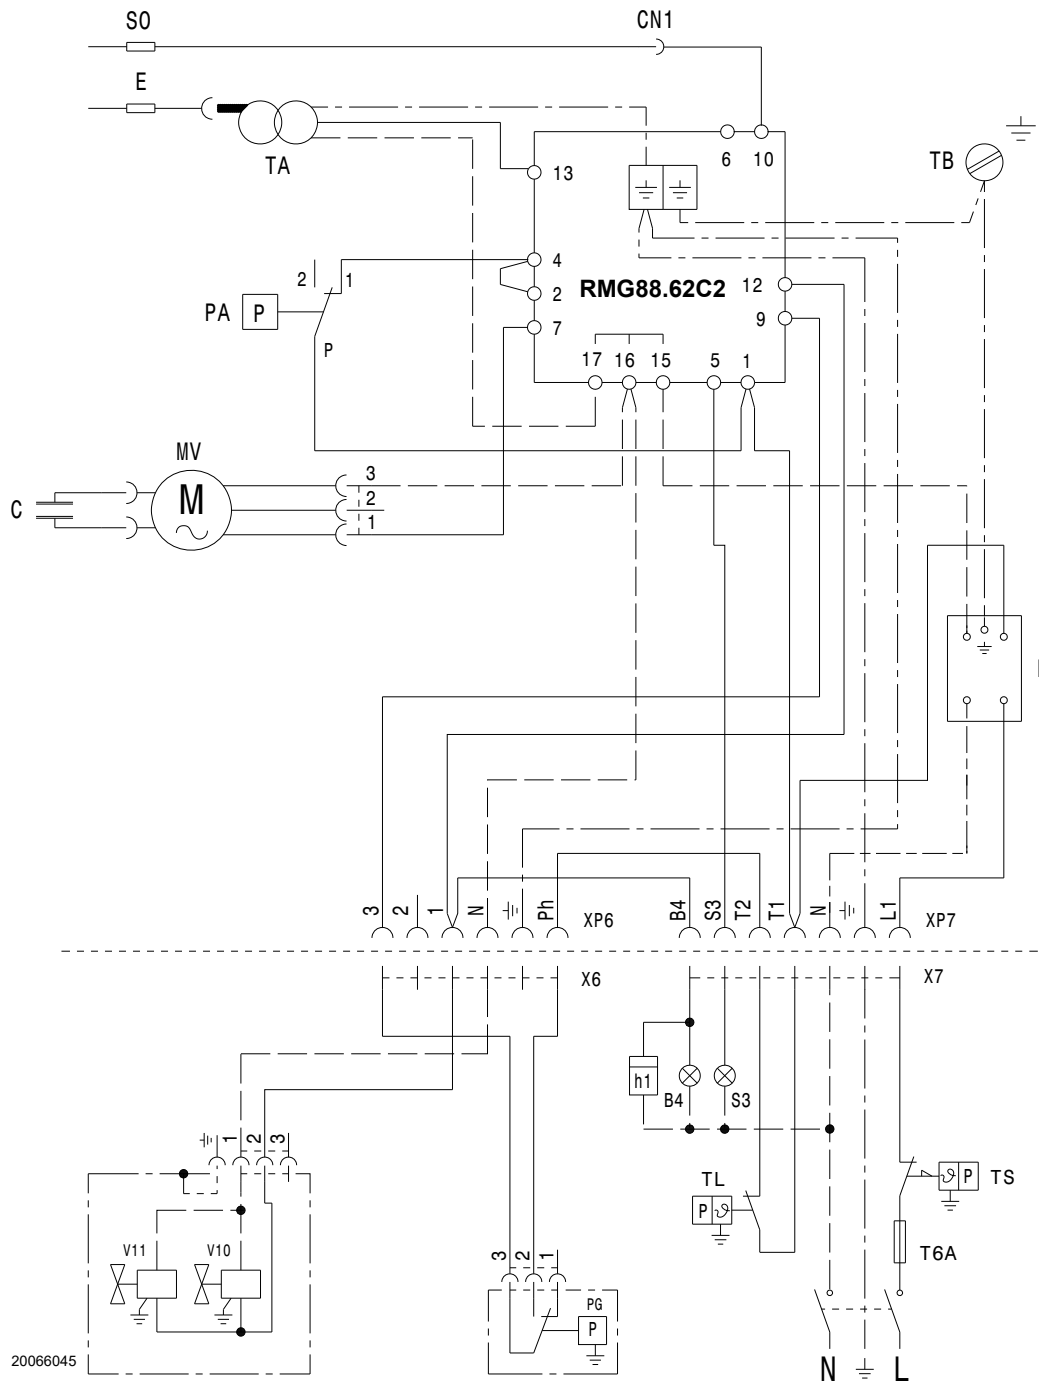 SO
CN1
E
TA
6 10
TB
13
4
2 1
2
RMG88.62C2
12
PA P
7
9
P
17 16 15 5 1
MV
3
C
M
2
1
3 2 1 N Ph XP6
B4 S3 T2 T1 N L1 XP7
X6
X7
h1
B4 S3
1 2 3
TL
P ϑ
ϑ P TS
V11 V10
3 2 1
T6A
PG
P
20066045
N L